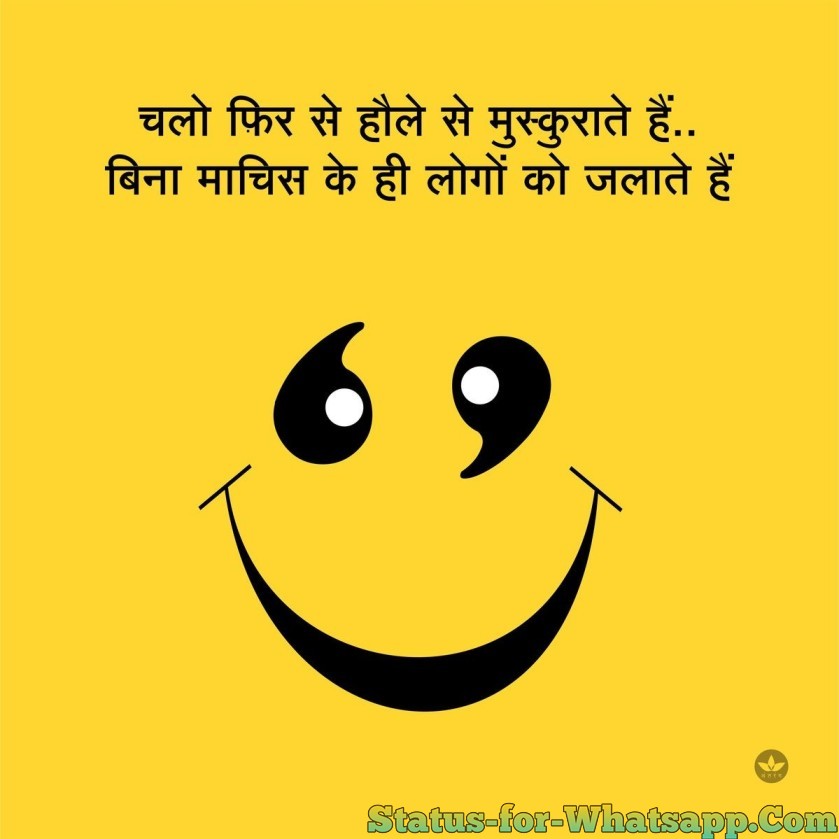 चलो फ़िर से हौले से मुस्कुराते हैं..
बिना माचिस के ही लोगों को जलाते हैं
Status-for-Whatsapp.Com